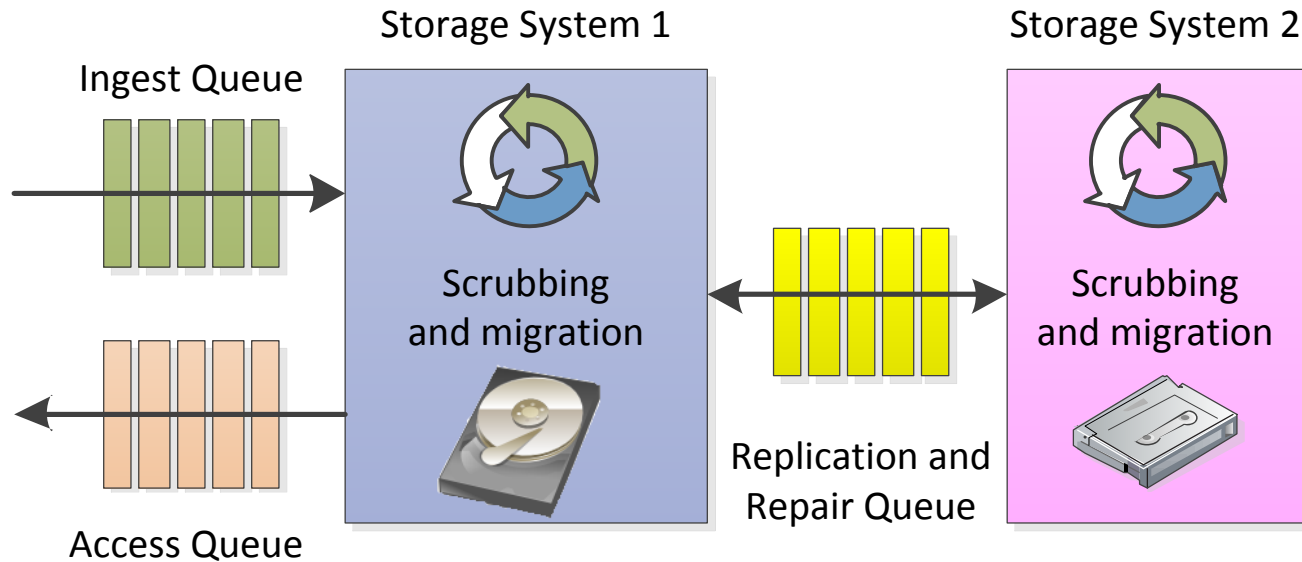 Storage System 1
Storage System 2
Ingest Queue
Scrubbing
and migration
Scrubbing
and migration
Replication and
Repair Queue
Access Queue